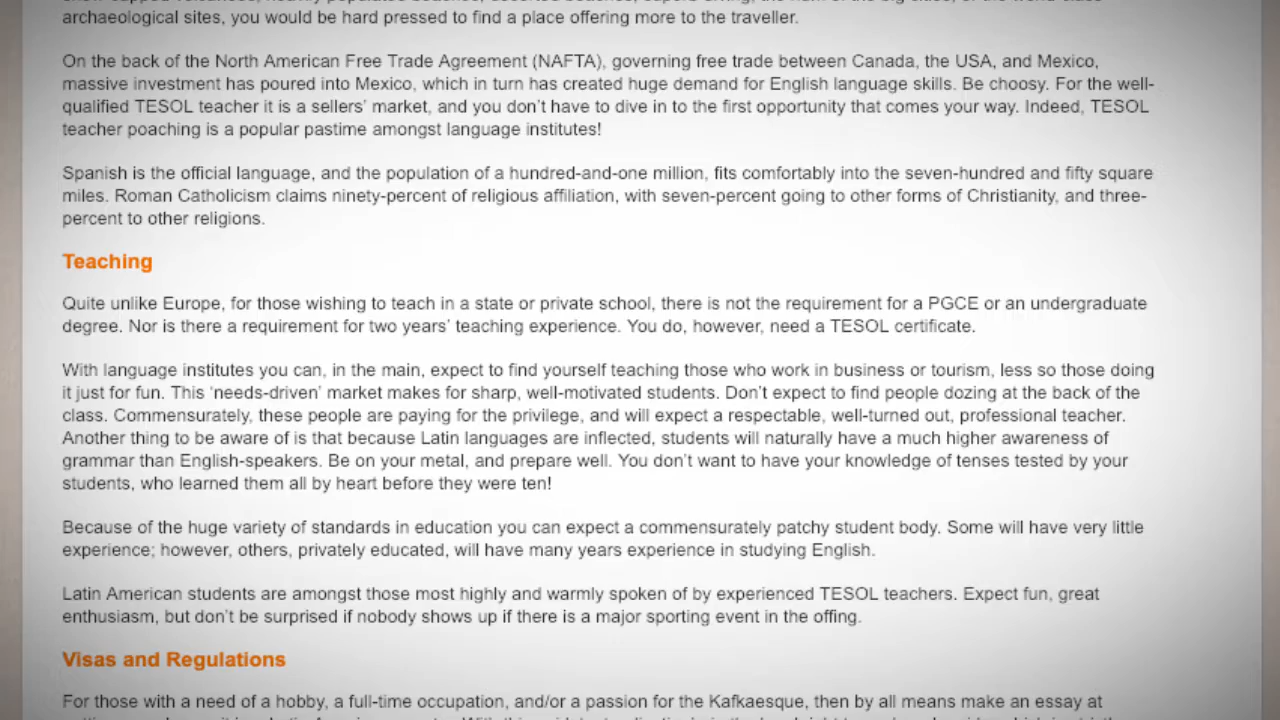 archaeological sites, you would be hard pressed to find a place offering more to the traveller.
On the back of the North American Free Trade Agreement (NAFTA), governing free trade between Canada, the USA, and Mexico,
massive investment has poured into Mexico, which in turn has created huge demand for English language skills. Be choosy. For the well-
qualified TESOL teacher it is a sellers' market, and you don't have to dive in to the first opportunity that comes your way. Indeed, TESOL
teacher poaching is a popular pastime amongst language institutes!
Spanish is the official language, and the population of a hundred-and-one million, fits comfortably into the seven-hundred and fifty square
miles. Roman Catholicism claims ninety-percent of religious affiliation, with seven-percent going to other forms of Christianity, and three-
percent to other religions.
Teaching
Quite unlike Europe, for those wishing to teach in a state or private school, there is not the requirement for a PGCE or an undergraduate
degree. Nor is there a requirement for two years' teaching experience. You do, however, need a TESOL certificate.
With language institutes you can, in the main, expect to find yourself teaching those who work in business or tourism, less so those doing
it just for fun. This 'needs-driven' market makes for sharp, well-motivated students. Don't expect to find people dozing at the back of the
class. Commensurately, these people are paying for the privilege, and will expect a respectable, well-turned out, professional teacher.
Another thing to be aware of is that because Latin languages are inflected, students will naturally have a much higher awareness of
grammar than English-speakers. Be on your metal, and prepare well. You don't want to have your knowledge of tenses tested by your
students, who learned them all by heart before they were ten!
Because of the huge variety of standards in education you can expect a commensurately patchy student body. Some will have very little
experience; however, others, privately educated, will have many years experience in studying English.
Latin American students are amongst those most highly and warmly spoken of by experienced TESOL teachers. Expect fun, great
enthusiasm, but don't be surprised if nobody shows up if there is a major sporting event in the offing.
Visas and Regulations
For those with a need of a hobby, a full-time occupation, and/or a passion for the Kafkaesque, then by all means make an essay at